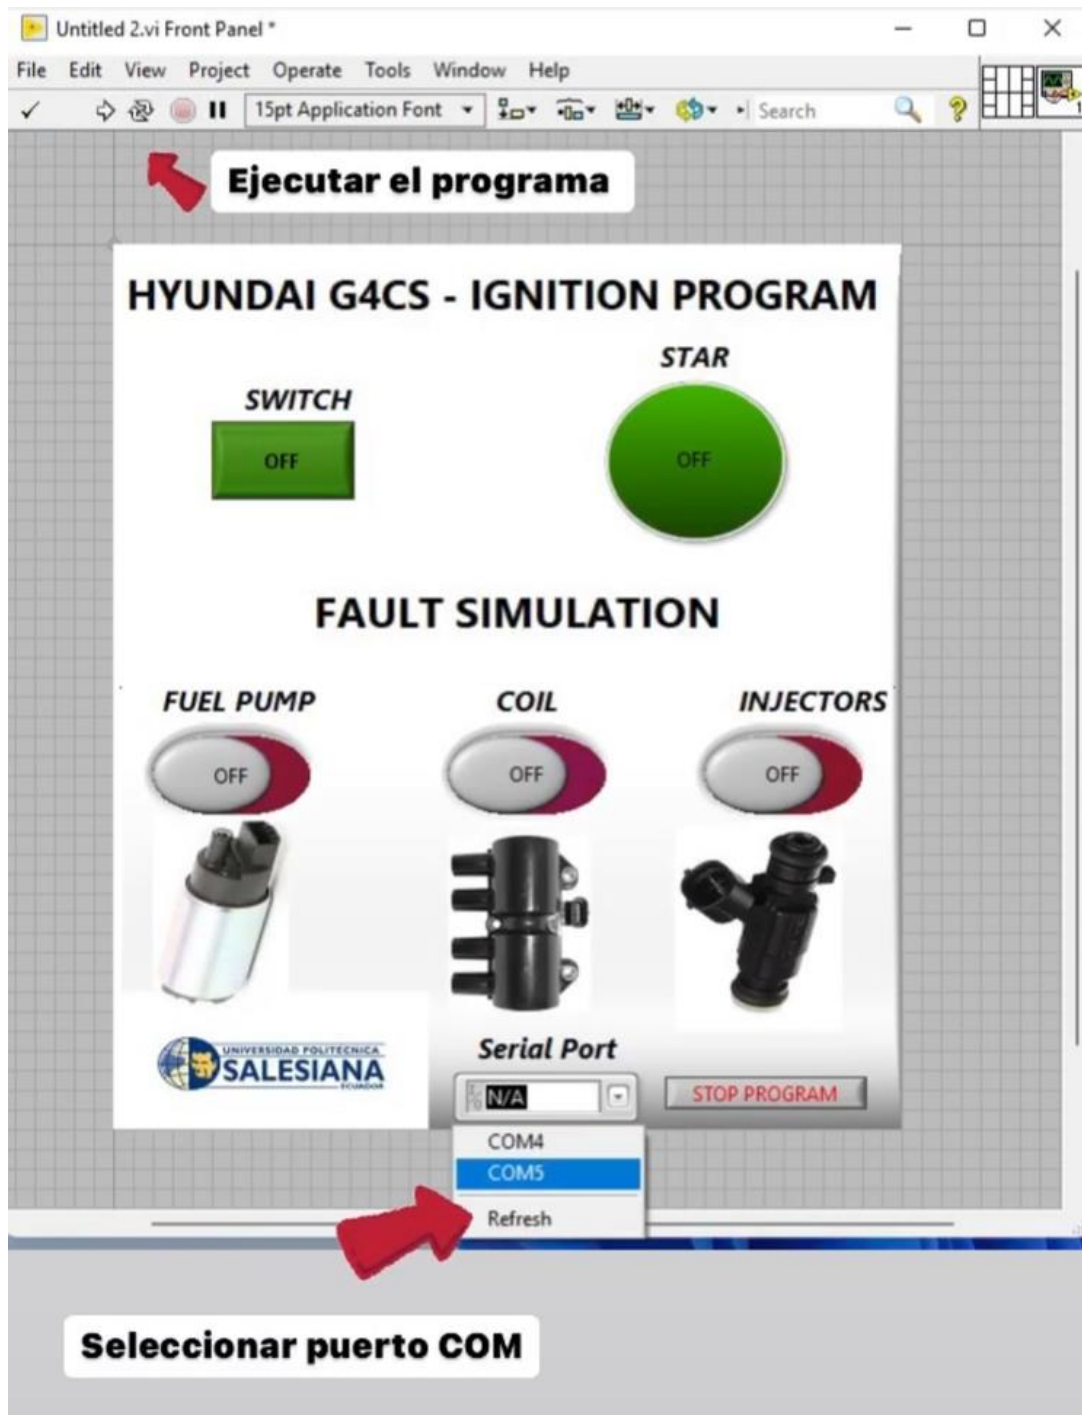 Untitled 2.vi Front Panel *
File Edit View Project Operate Tools Window Help
15pt Application Font Search
Ejecutar el programa
HYUNDAI G4CS - IGNITION PROGRAM
STAR
SWITCH
OFF
OFF
FAULT SIMULATION
FUEL PUMP COIL INJECTORS
OFF OFF OFF
UNIVERSIDAD POLITECNICA
SALESIANA
ECUADOR
Serial Port
N/A
STOP PROGRAM
COM4
COM5
Refresh
Seleccionar puerto COM